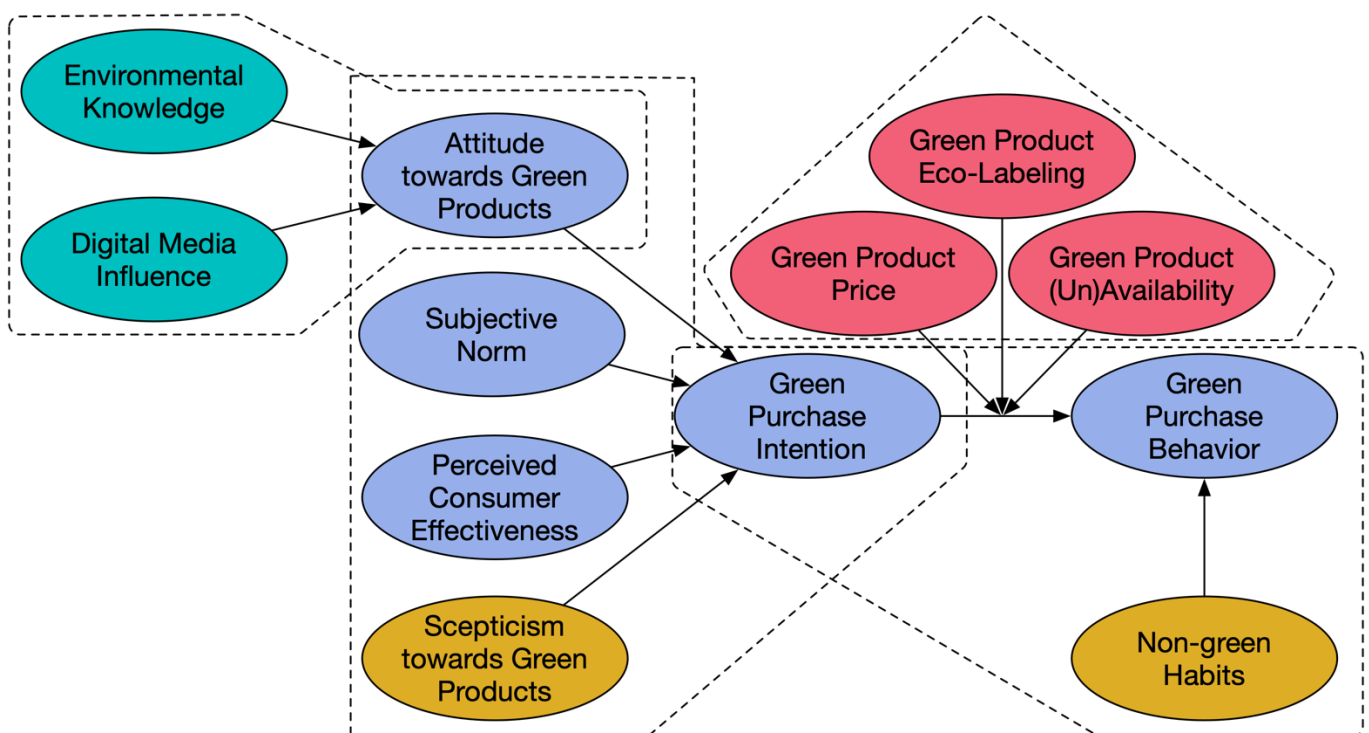 Environmental
Knowledge
Digital Media
Influence
Attitude
towards Green
Products
Subjective
Norm
Perceived
Consumer
Effectiveness
Scepticism
towards Green
Products
Green Product
Eco-Labeling
Green Product
Price
Green Product
(Un)Availability
Green
Purchase
Intention
Green
Purchase
Behavior
Non-green
Habits